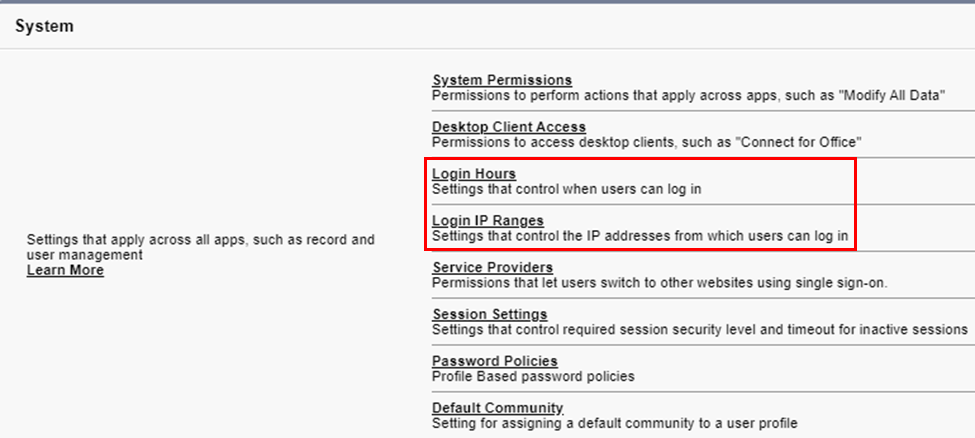 System
System Permissions
Permissions to perform actions that apply across apps, such as "Modify All Data"
Desktop Client Access
Permissions to access desktop clients, such as "Connect for Office"
Login Hours
Settings that control when users can log in
Login IP Ranges
Settings that control the IP addresses from which users can log in
Settings that apply across all apps, such as record and
user management
Learn More
Service Providers
Permissions that let users switch to other websites using single sign-on.
Session Settings
Settings that control required session security level and timeout for inactive sessions
Password Policies
Profile Based password policies
Default Community
Setting for assigning a default community to a user profile